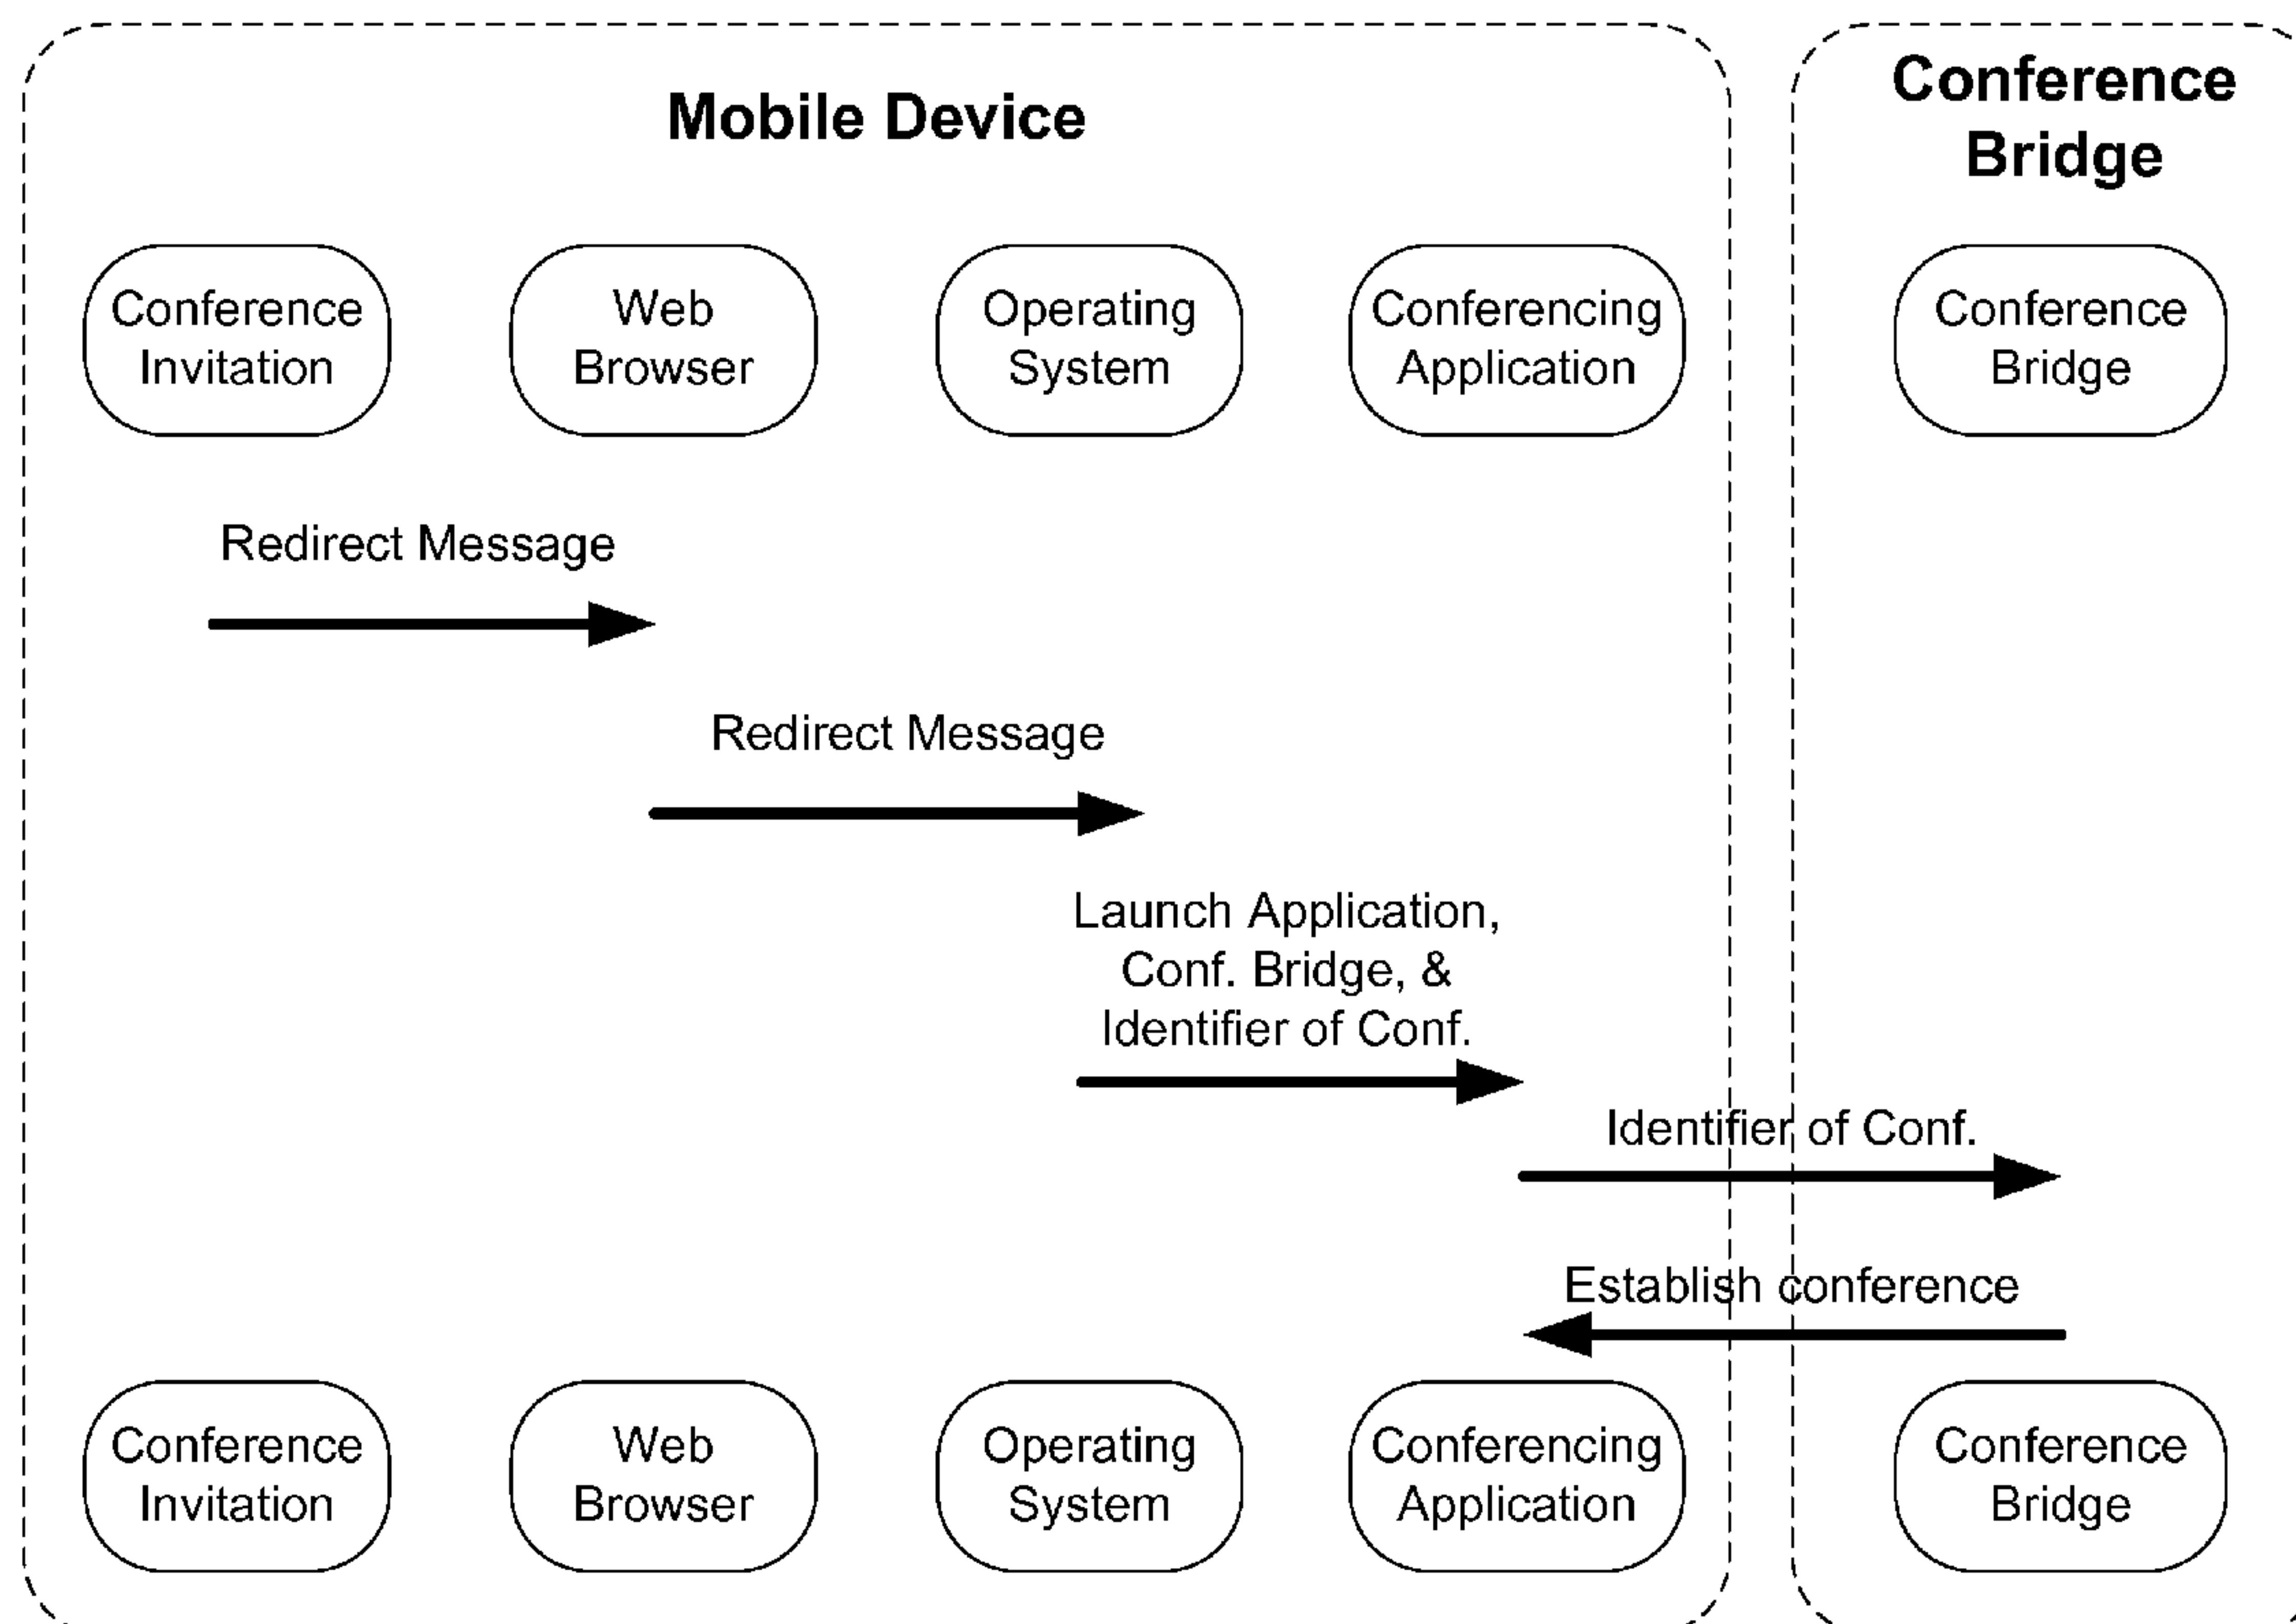 Mobile Device
Conference
Bridge
Conference
Invitation
Web
Browser
Operating
System
Conferencing
Application
Conference
Bridge
Redirect Message
Redirect Message
Launch Application,
Conf. Bridge, &
Identifier of Conf.
Identifier of Conf.
Establish conference
Conference
Invitation
Web
Browser
Operating
System
Conferencing
Application
Conference
Bridge